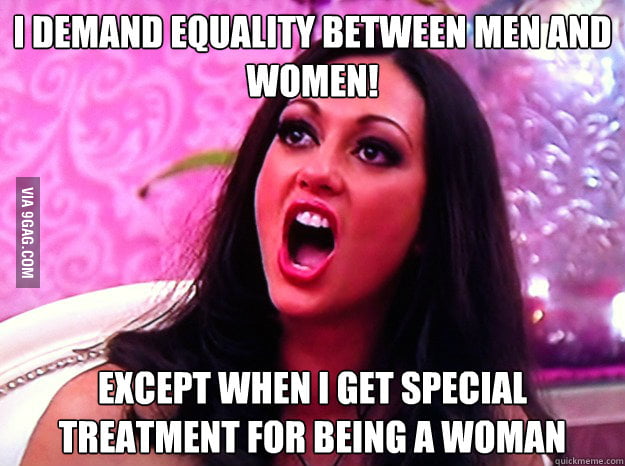 I DEMAND EQUALITY BETWEEN MEN AND
WOMEN!
VIA 9GAG.COM
EXCEPT WHEN I GET SPECIAL
TREATMENT FOR BEING A WOMAN
quickmeme.com